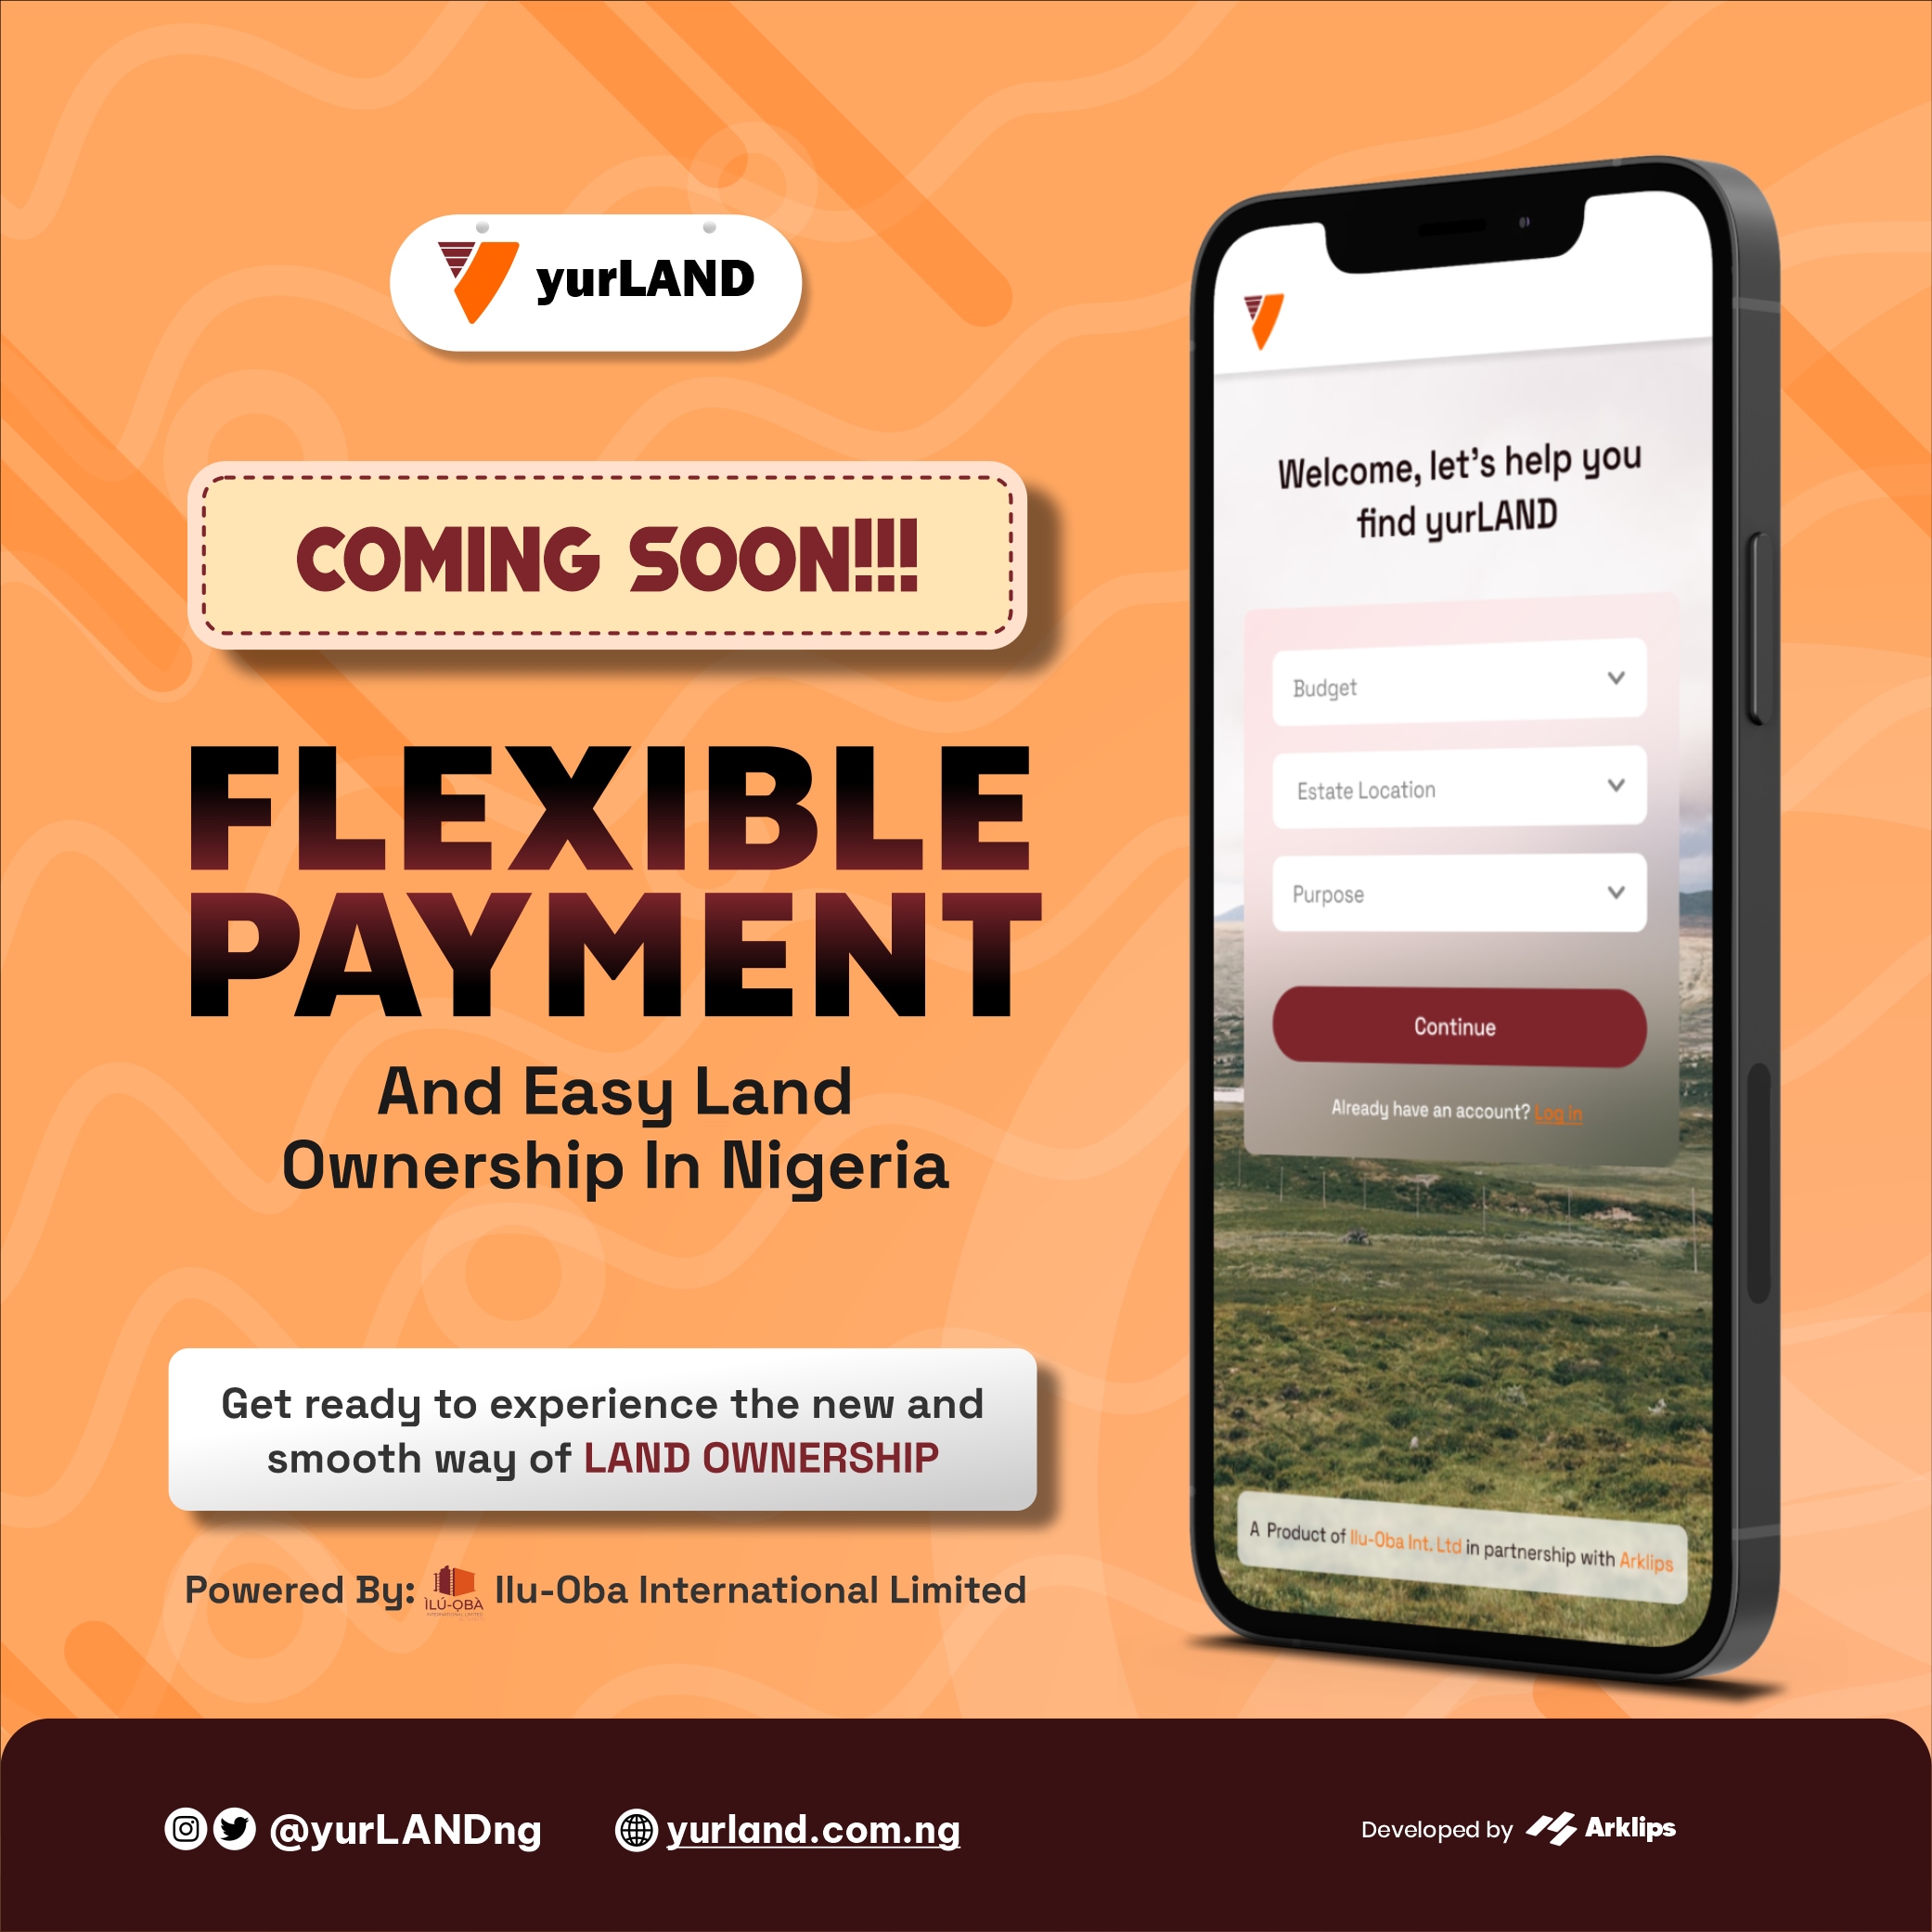 yurLAND
COMING SOON!!!
FLEXIBLE
PAYMENT
And Easy Land
Ownership In Nigeria
Get ready to experience the new and
smooth way of LAND OWNERSHIP
Powered By: ÌLÚ-ỌBÀ INTERNATIONAL LIMITED Ilu-Oba International Limited
Welcome, let's help you
find yurLAND
Budget
Estate Location
Purpose
Continue
Already have an account? Log in
A Product of Ilu-Oba Int. Ltd in partnership with Arklips
@yurLANDng
yurland.com.ng
Developed by Arklips